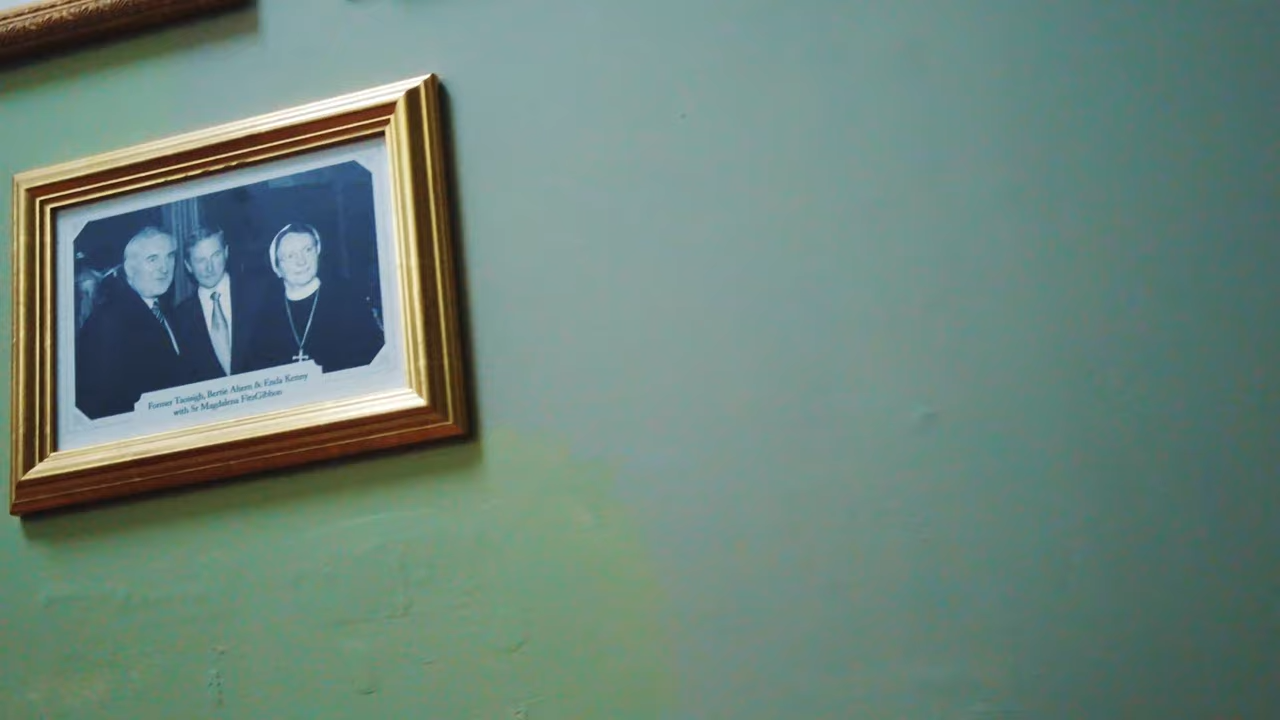 Former Taoisigh, Bertie Ahern & Enda Kenny
with Sr Magdalena FitzGibbon